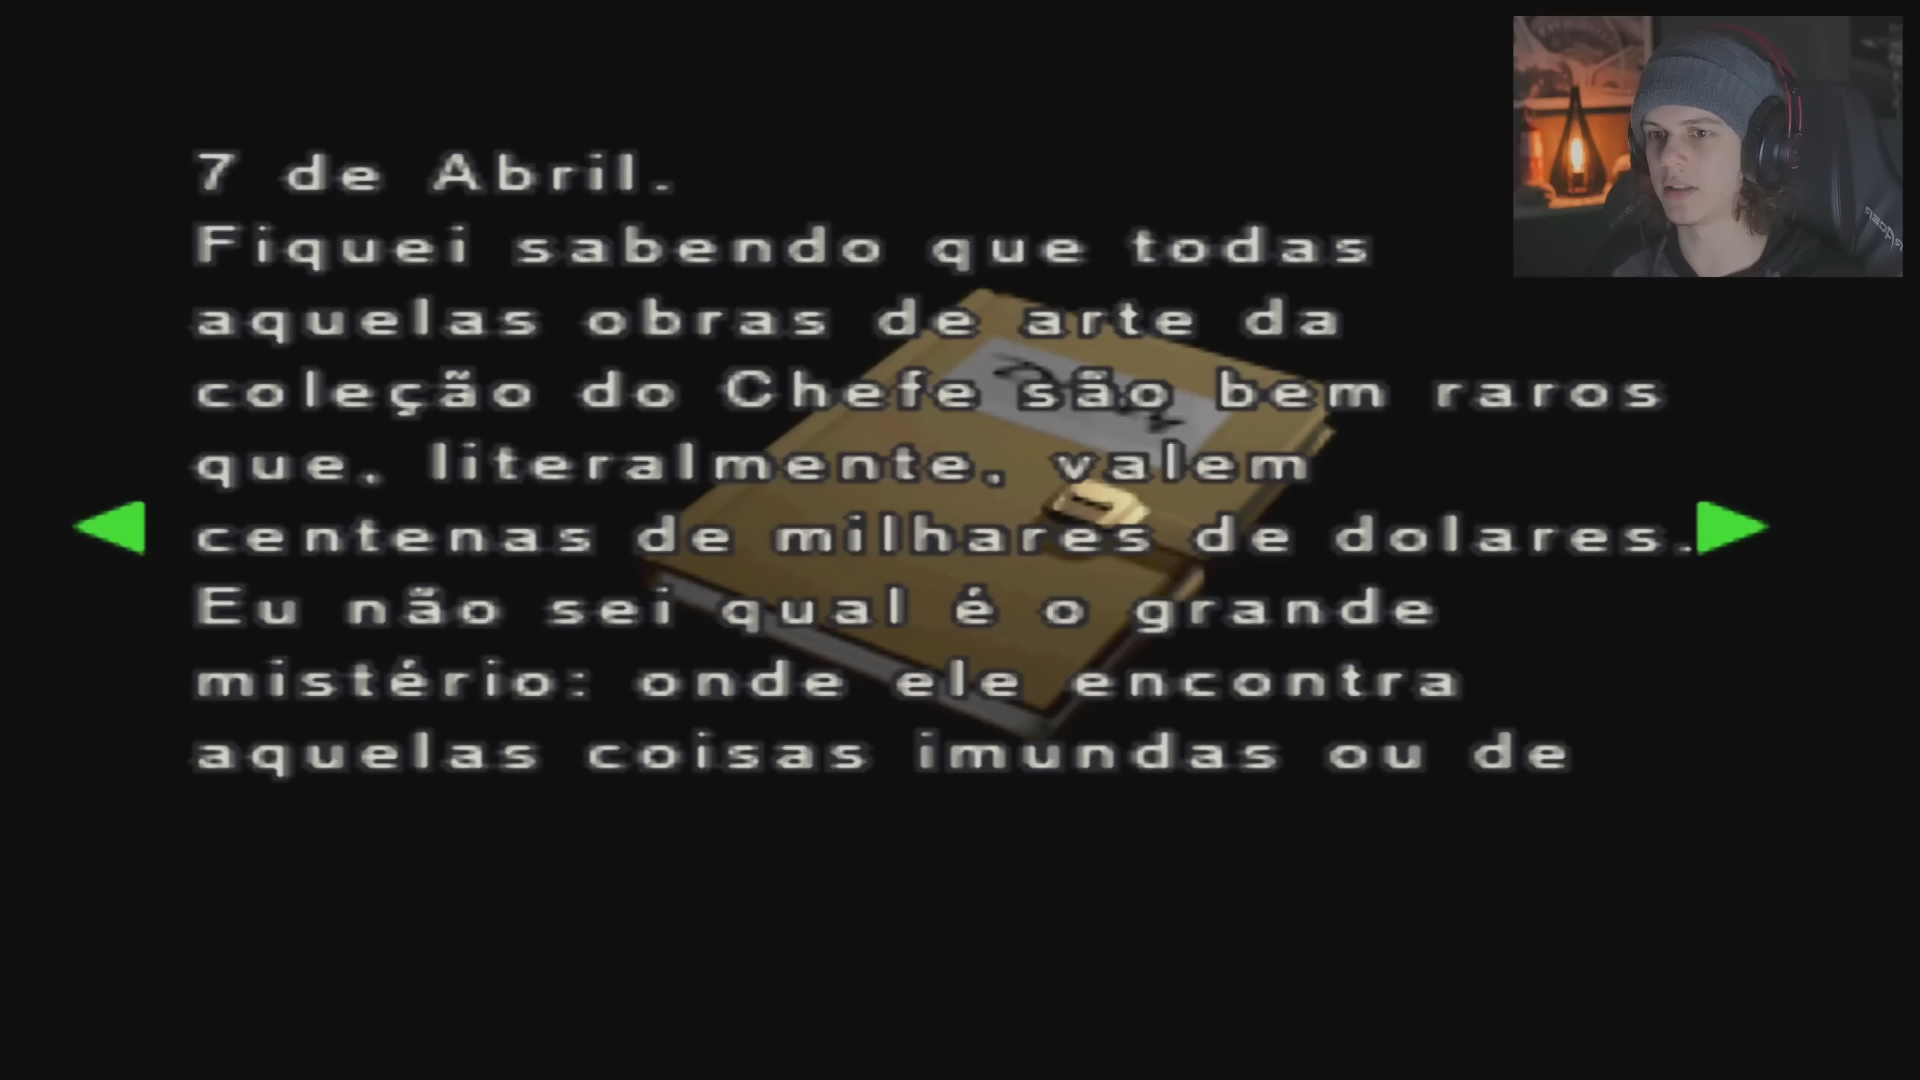 7 de Abril.
Fiquei sabendo que todas
aquelas obras de arte da
coleção do Chefe são bem raros
que, literalmente, valem
centenas de milhares de dolares.
Eu não sei qual é o grande
mistério: onde ele encontra
aquelas coisas imundas ou de